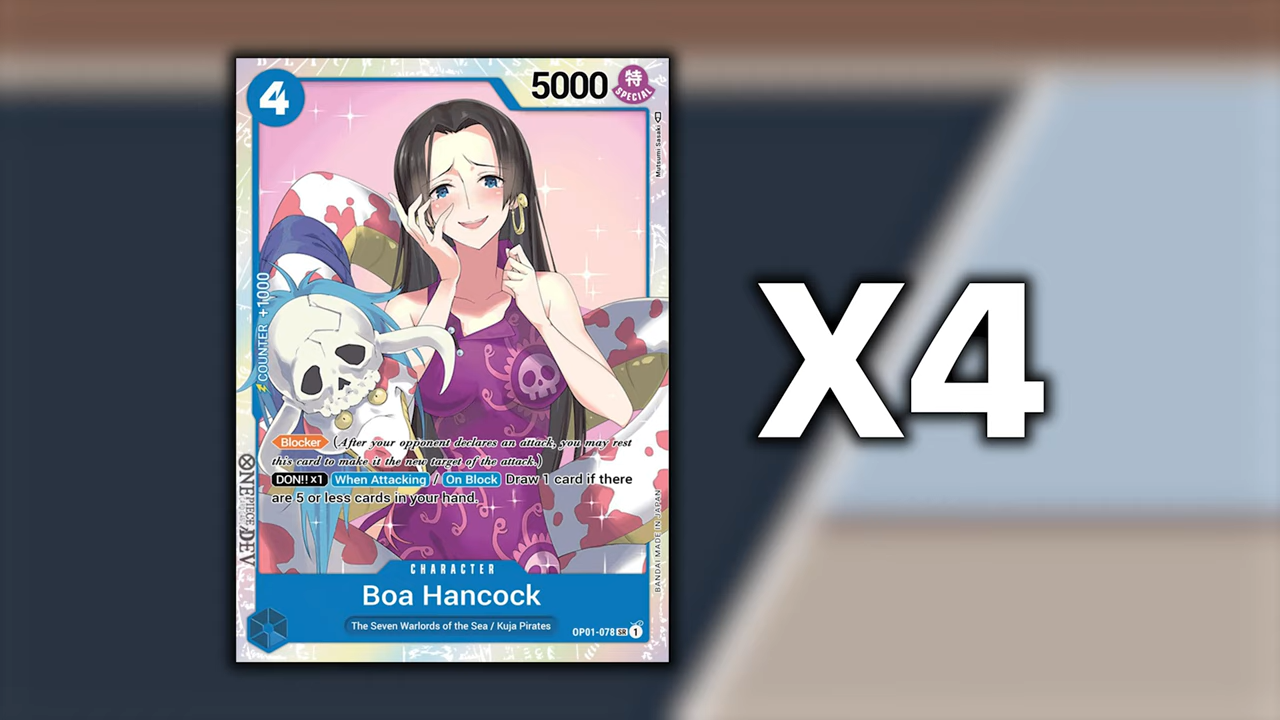 4
5000
特
SPECIAL
Mutsumi Sasaki
COUNTER +1000
Blocker (After your opponent declares an attack, you may rest
this card to make it the new target of the attack.)
DON!! x1 When Attacking / On Block Draw 1 card if there
are 5 or less cards in your hand.
ONE PIECE DEV
BANDAI MADE IN JAPAN
CHARACTER
Boa Hancock
The Seven Warlords of the Sea / Kuja Pirates
OP01-078 SR 1
X4